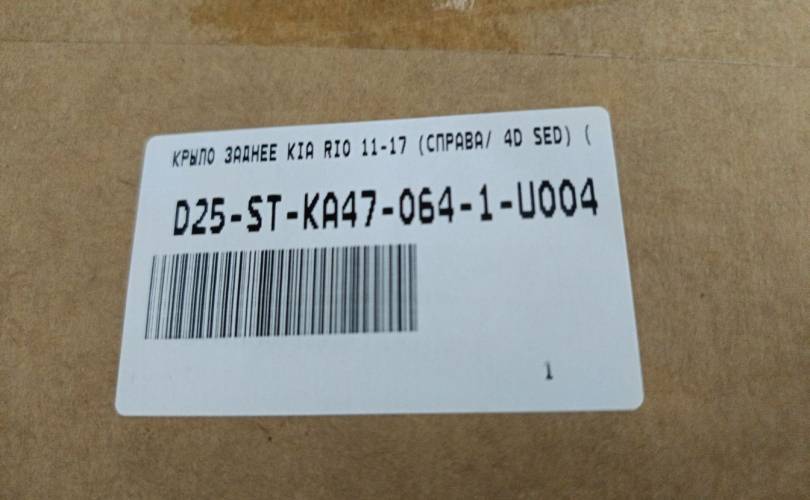 КРЫЛО ЗАДНЕЕ KIA RIO 11-17 (СПРАВА/ 4D SED) (
D25-ST-KA47-064-1-U004
1